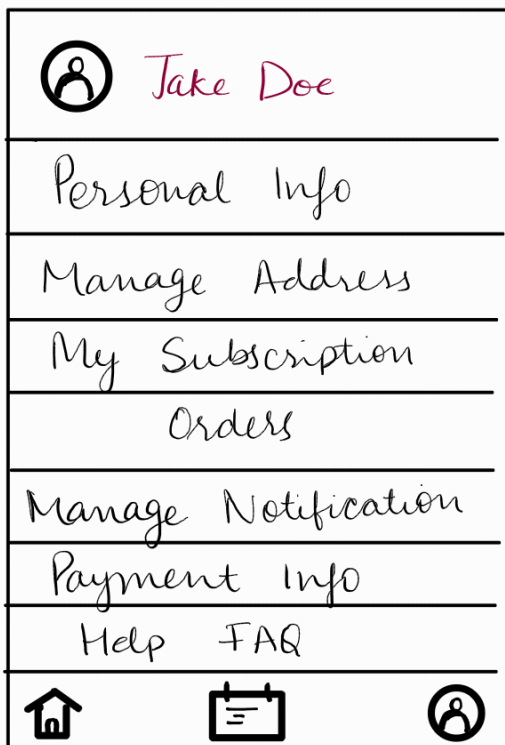 Jake Doe
Personal Info
Manage Address
My Subscription
Orders
Manage Notification
Payment Info
Help FAQ